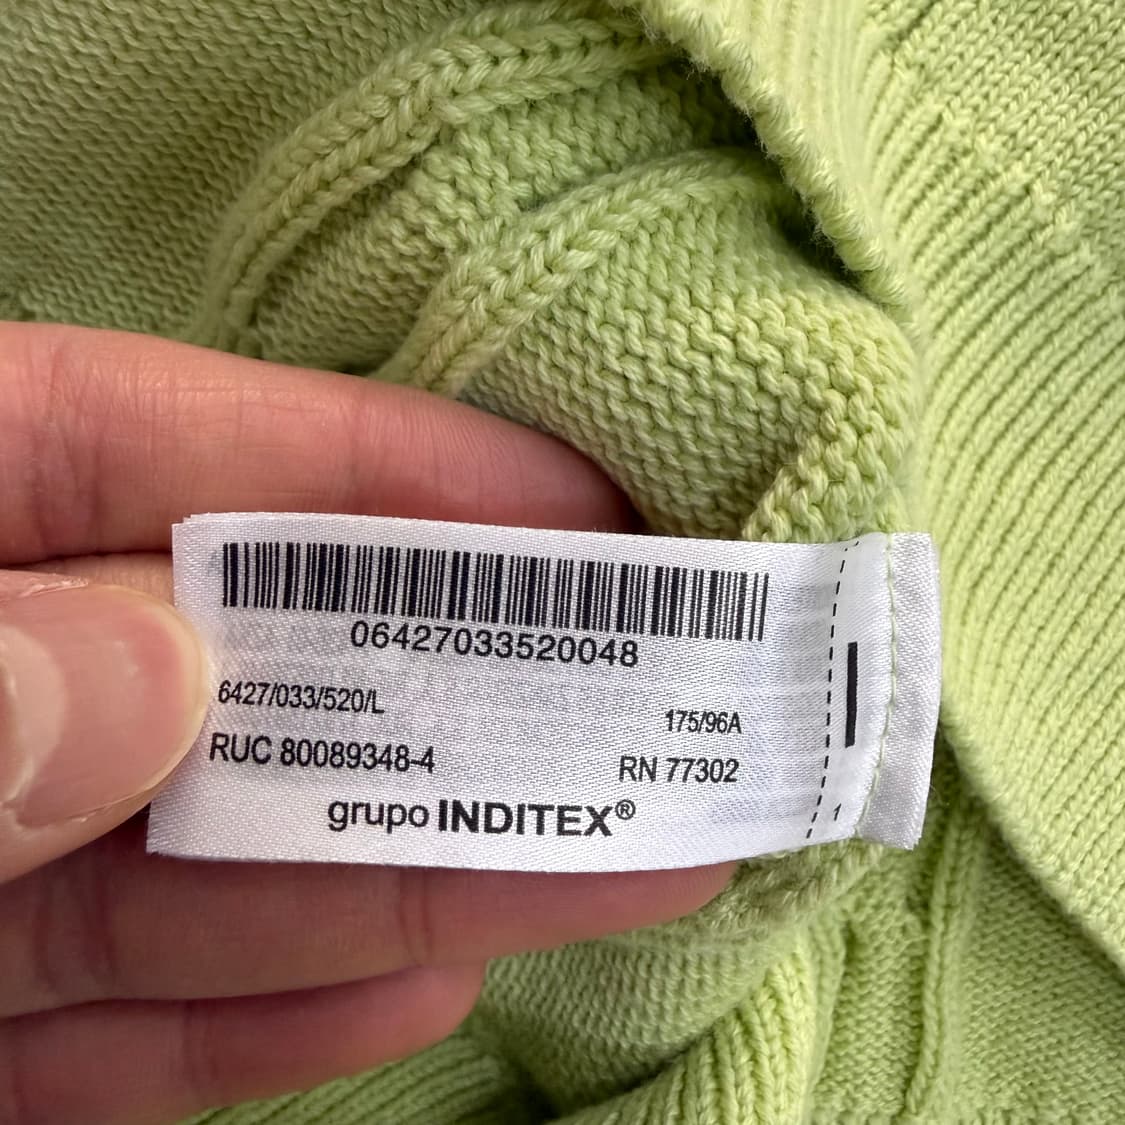 06427033520048
6427/033/520/L
175/96A
RUC 80089348-4
RN 77302
grupo INDITEX®
1